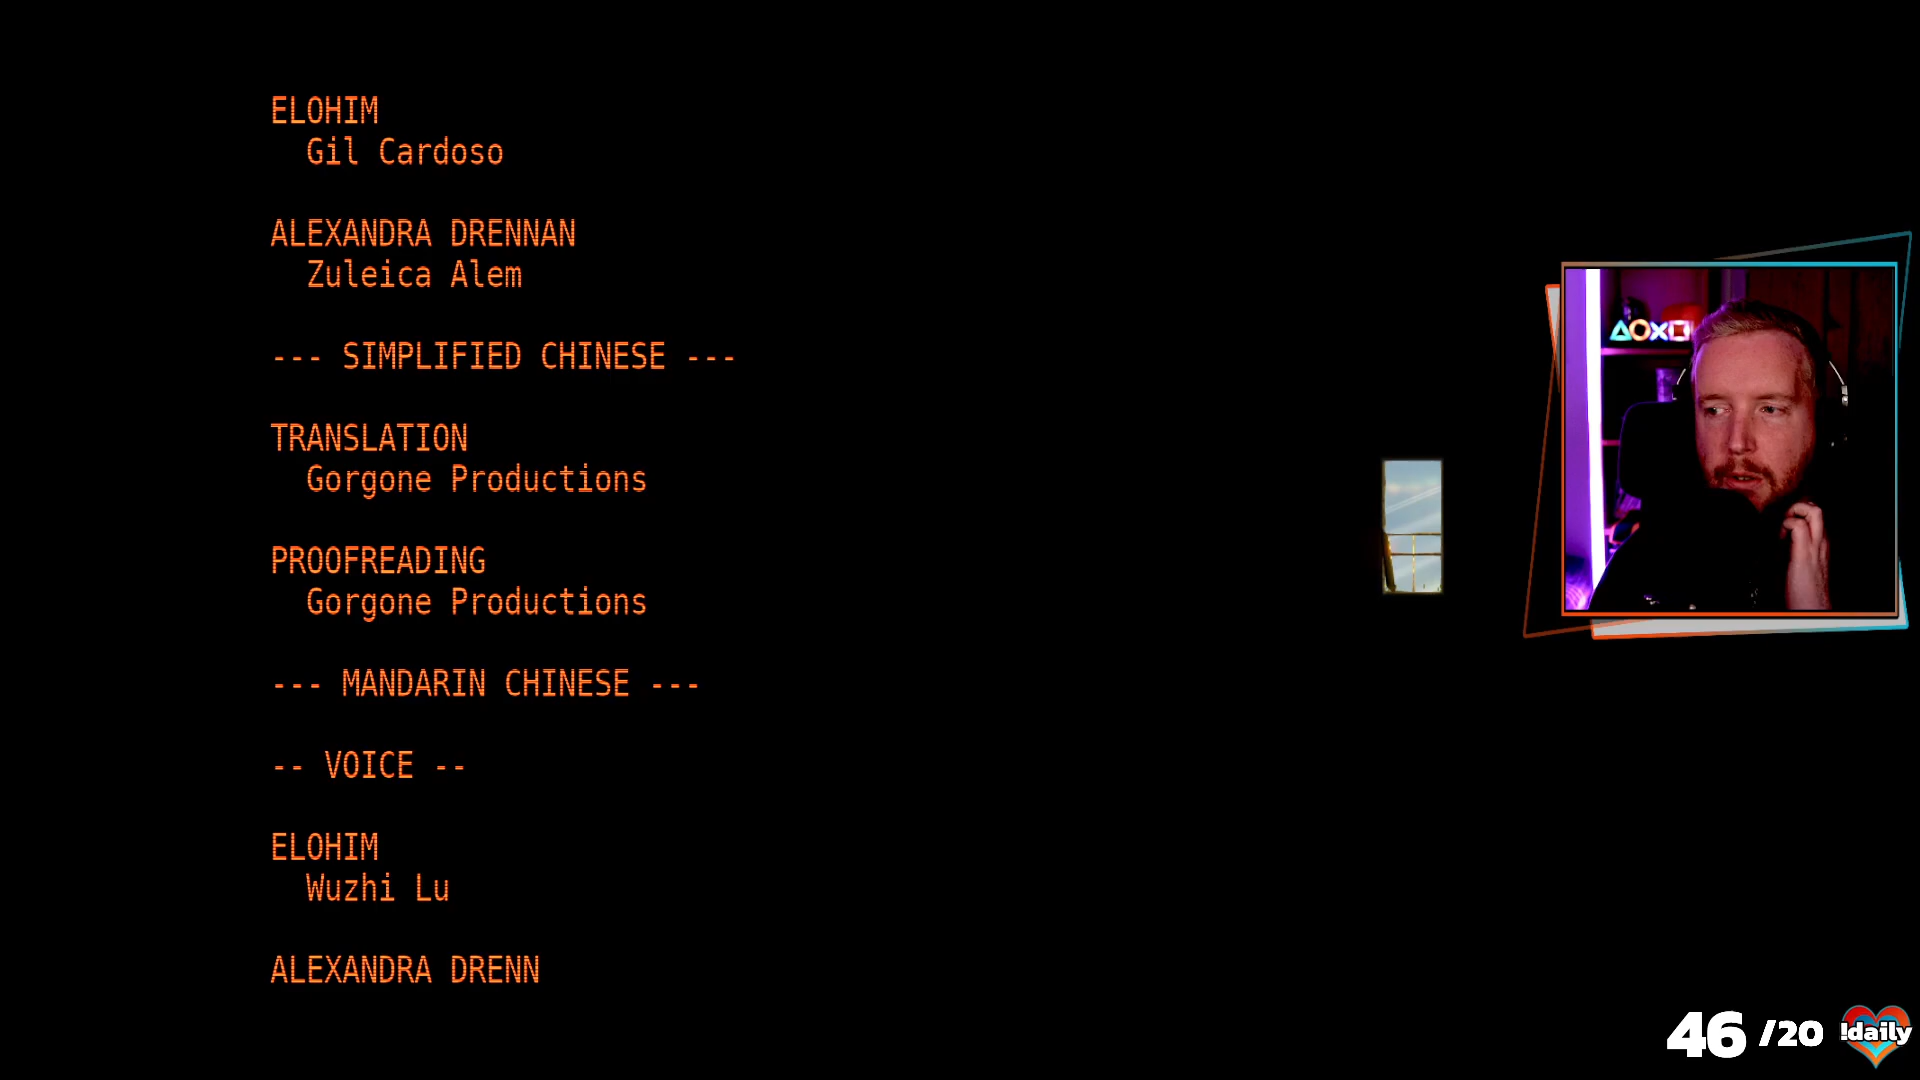 ELOHIM
Gil Cardoso
ALEXANDRA DRENNAN
Zuleica Alem
--- SIMPLIFIED CHINESE ---
TRANSLATION
Gorgone Productions
PROOFREADING
Gorgone Productions
--- MANDARIN CHINESE ---
-- VOICE --
ELOHIM
Wuzhi Lu
ALEXANDRA DRENN
46 /20 !daily